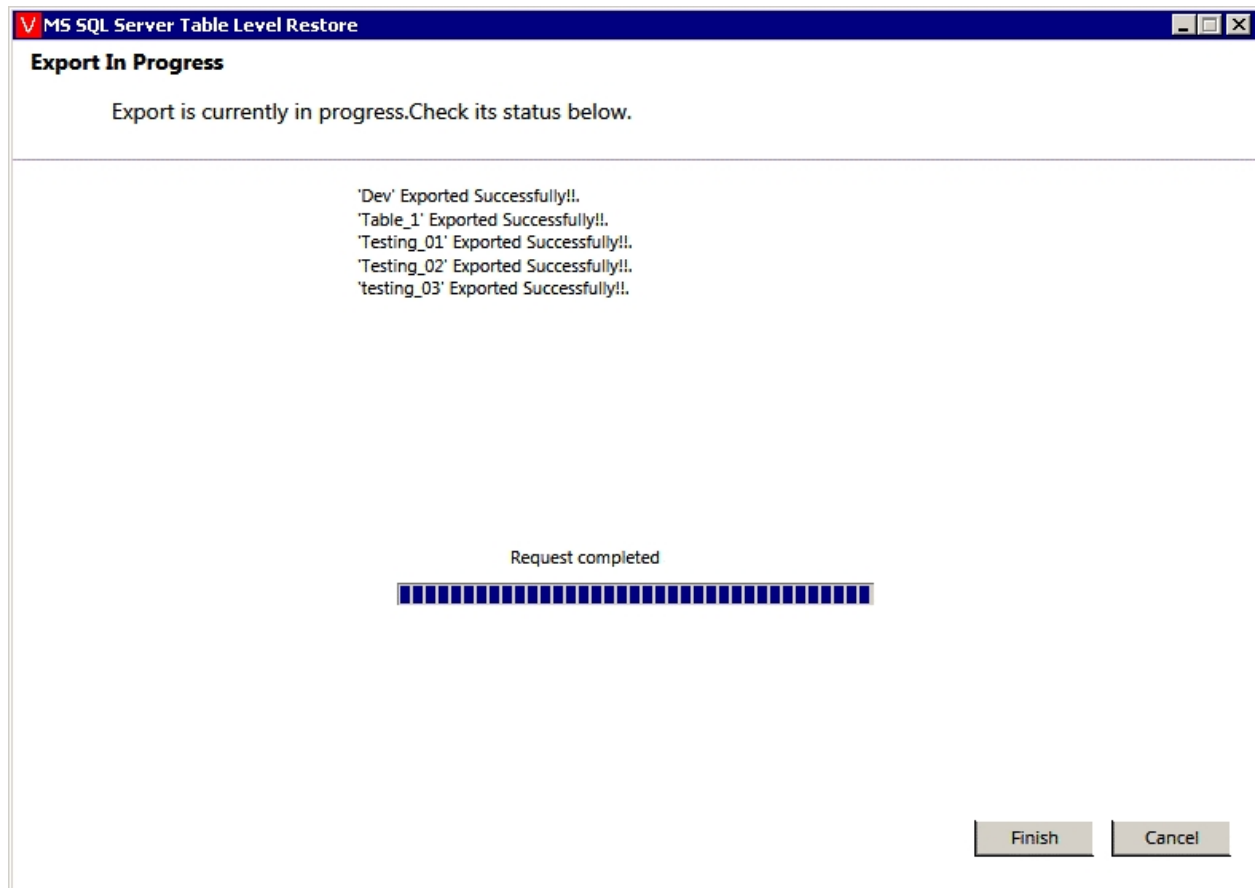 V MS SQL Server Table Level Restore
Export In Progress
Export is currently in progress.Check its status below.
'Dev' Exported Successfully!!.
'Table_1' Exported Successfully!!.
'Testing_01' Exported Successfully!!.
'Testing_02' Exported Successfully!!.
'testing_03' Exported Successfully!!.
Request completed
Finish Cancel